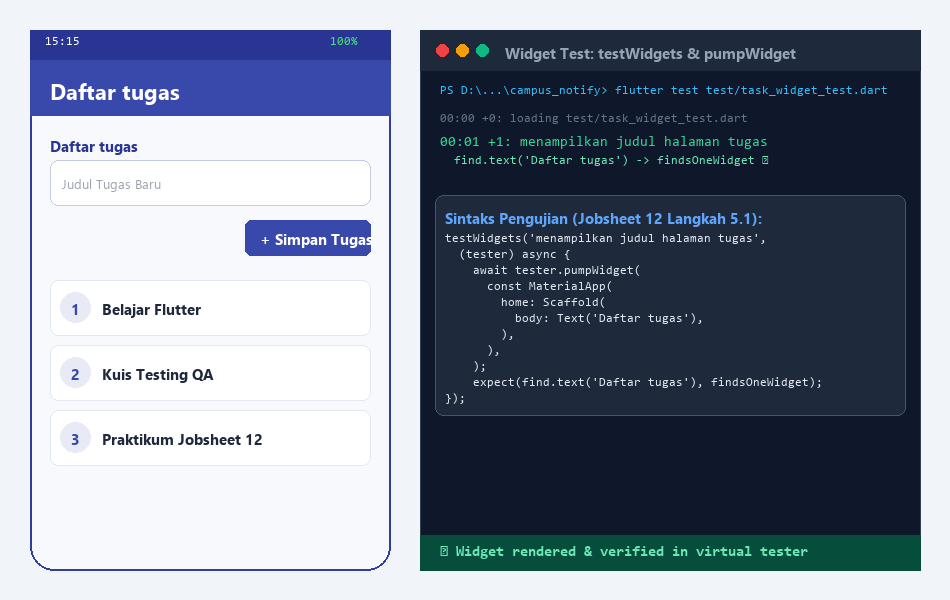 15:15
100%
Daftar tugas
Daftar tugas
Judul Tugas Baru
+ Simpan Tugas
1 Belajar Flutter
2 Kuis Testing QA
3 Praktikum Jobsheet 12
Widget Test: testWidgets & pumpWidget
PS D:\...\campus_notify> flutter test test/task_widget_test.dart
00:00 +0: loading test/task_widget_test.dart
00:01 +1: menampilkan judul halaman tugas
find.text('Daftar tugas') -> findsOneWidget
Sintaks Pengujian (Jobsheet 12 Langkah 5.1):
testWidgets('menampilkan judul halaman tugas',
  (tester) async {
    await tester.pumpWidget(
      const MaterialApp(
        home: Scaffold(
          body: Text('Daftar tugas'),
        ),
      ),
    );
    expect(find.text('Daftar tugas'), findsOneWidget);
});
Widget rendered & verified in virtual tester